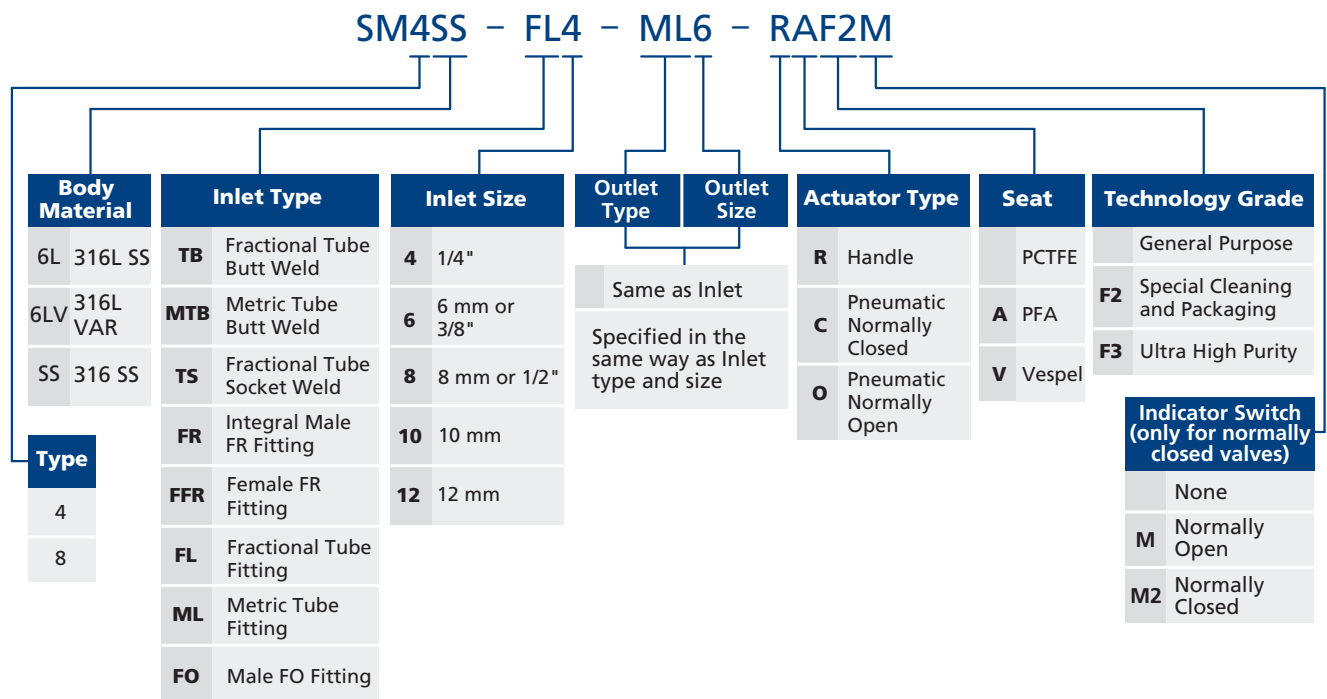 SM4SS – FL4 – ML6 – RAF2M
Body
Material
6L 316L SS
6LV 316L
VAR
SS 316 SS
Type
4
8
Inlet Type
TB Fractional Tube
Butt Weld
MTB Metric Tube
Butt Weld
TS Fractional Tube
Socket Weld
FR Integral Male
FR Fitting
FFR Female FR
Fitting
FL Fractional Tube
Fitting
ML Metric Tube
Fitting
FO Male FO Fitting
Inlet Size
4 1/4"
6 6 mm or
3/8"
8 8 mm or 1/2"
10 10 mm
12 12 mm
Outlet
Type
Outlet
Size
Same as Inlet
Specified in the
same way as Inlet
type and size
Actuator Type
R Handle
C Pneumatic
Normally
Closed
O Pneumatic
Normally
Open
Seat
PCTFE
A PFA
V Vespel
Technology Grade
General Purpose
F2 Special Cleaning
and Packaging
F3 Ultra High Purity
Indicator Switch
(only for normally
closed valves)
None
M Normally
Open
M2 Normally
Closed